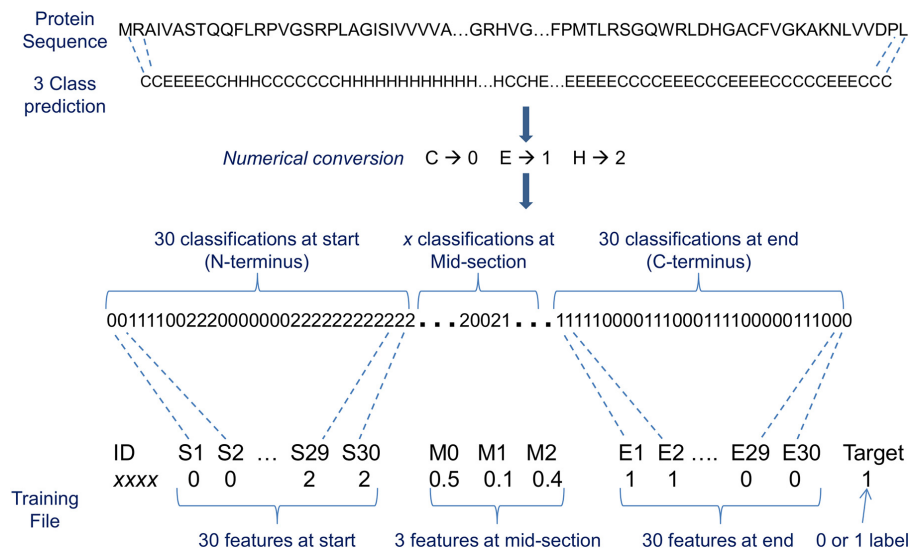 Protein Sequence MRAIVASTQQFLRPVGSRPLAGISIVVVVA…GRHVG…FPMTLRSGQWRLDHGACFVGKAKNLVVDPL
3 Class prediction CCEEEECCHHHCCCCCCCHHHHHHHHHHHH…HCCHE…EEEEECCCCEEECCCEEEECCCCCEEECCC
Numerical conversion C → 0 E → 1 H → 2
30 classifications at start (N-terminus)
x classifications at Mid-section
30 classifications at end (C-terminus)
001111002220000000222222222222...20021...111110000111000111100000111000
ID S1 S2 … S29 S30 M0 M1 M2 E1 E2 …. E29 E30 Target
xxxx 0 0 2 2 0.5 0.1 0.4 1 1 0 0 1
Training File
30 features at start 3 features at mid-section 30 features at end 0 or 1 label